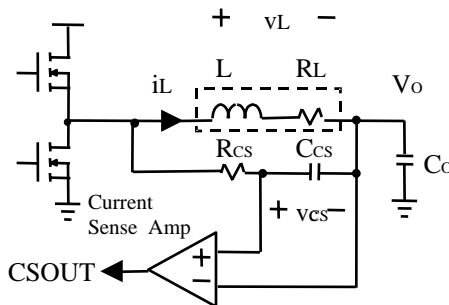 + vL −
iL L RL VO
RCS CCS CO
+ vcs −
Current
Sense Amp
+
CSOUT −